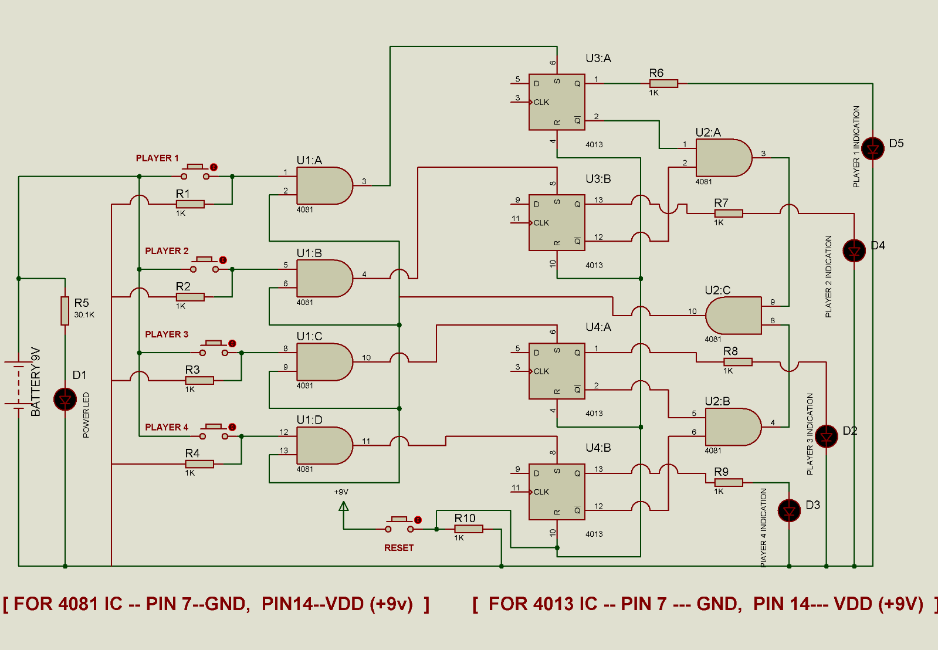 U3:A
5
D
S
Q
1
6
3
CLK
Q
2
R
4
4013
R6
1K
PLAYER 1 INDICATION
D5
U2:A
1
2
3
4081
PLAYER 1
R1
1K
U1:A
1
2
3
4081
U3:B
8
9
D
S
Q
13
11
CLK
Q
12
R
10
4013
R7
1K
PLAYER 2 INDICATION
D4
PLAYER 2
R2
1K
U1:B
5
6
4
4081
U2:C
10
9
8
4081
R5
30.1K
BATTERY 9V
D1
POWER LED
PLAYER 3
R3
1K
U1:C
8
9
10
4081
U4:A
6
5
D
S
Q
1
3
CLK
Q
2
R
4
4013
R8
1K
PLAYER 3 INDICATION
D2
U2:B
5
6
4
4081
PLAYER 4
R4
1K
U1:D
12
13
11
4081
U4:B
8
9
D
S
Q
13
11
CLK
Q
12
R
10
4013
R9
1K
PLAYER 4 INDICATION
D3
+9V
RESET
R10
1K
[ FOR 4081 IC -- PIN 7--GND, PIN14--VDD (+9v) ]
[ FOR 4013 IC -- PIN 7 --- GND, PIN 14--- VDD (+9V) ]